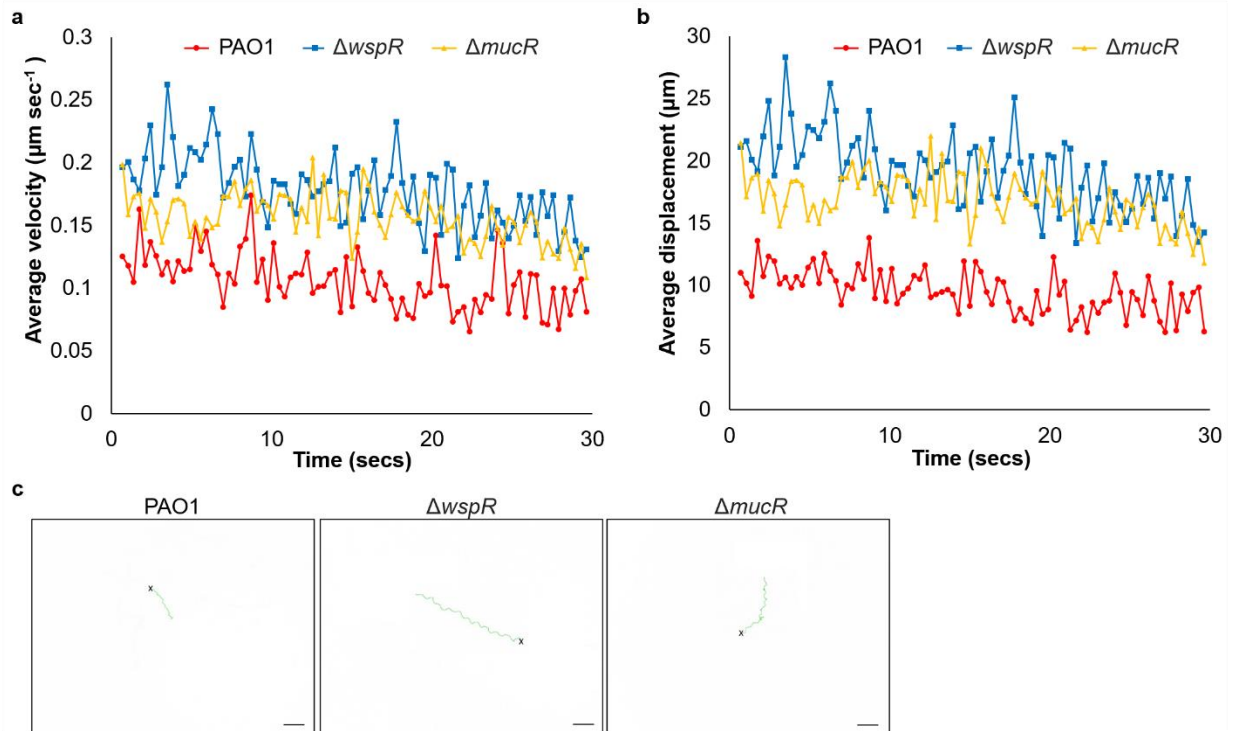 a
0.3
PAO1 ΔwspR ΔmucR
0.25
0.2
0.15
0.1
0.05
0
Average velocity (μm sec⁻¹)
0 10 20 30
Time (secs)
b
30
PAO1 ΔwspR ΔmucR
25
20
15
10
5
0
Average displacement (μm)
0 10 20 30
Time (secs)
c
PAO1 ΔwspR ΔmucR
x
x
x